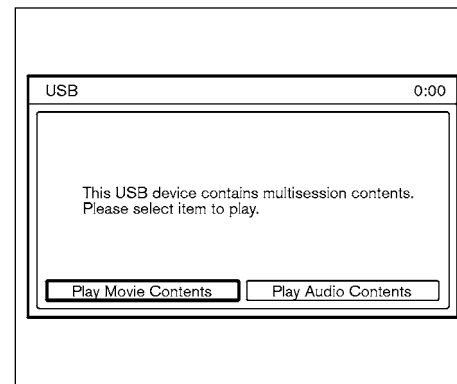 USB 0:00
This USB device contains multisession contents.
Please select item to play.
Play Movie Contents Play Audio Contents